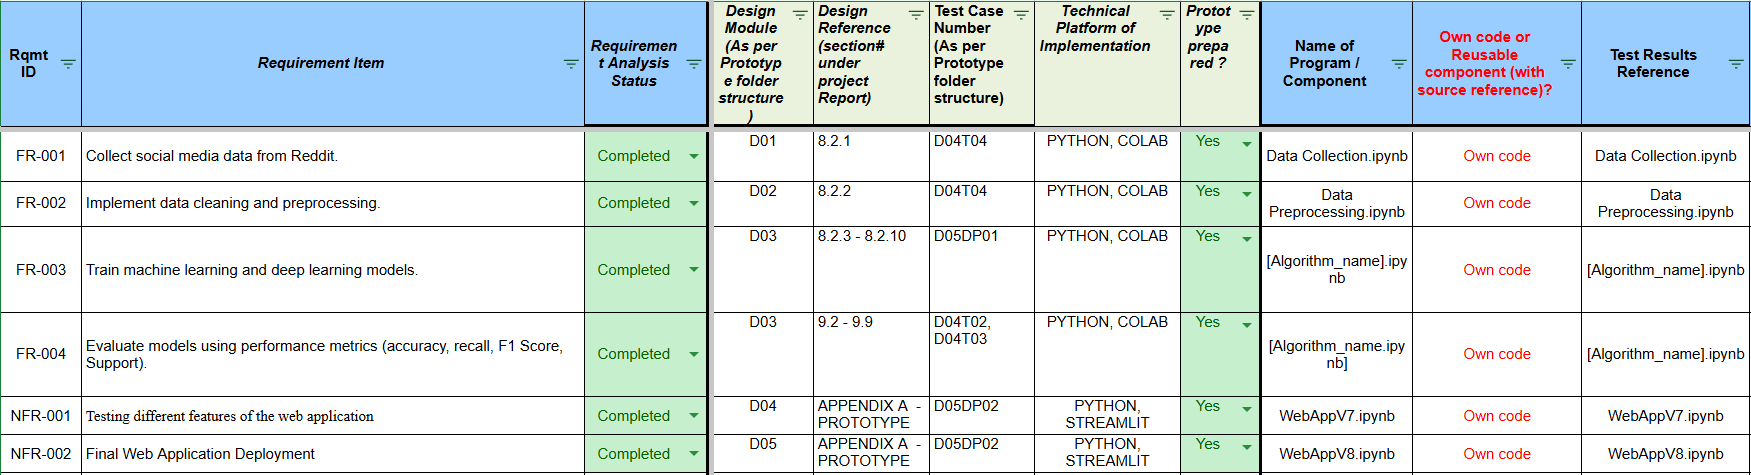 Rqmt
ID
Requirement Item
Requiremen
t Analysis
Status
Design
Module
(As per
Prototyp
e folder
structure
)
Design
Reference
(section#
under
project
Report)
Test Case
Number
(As per
Prototype
folder
structure)
Technical
Platform of
Implementation
Protot
ype
prepa
red ?
Name of
Program /
Component
Own code or
Reusable
component (with
source reference)?
Test Results
Reference
FR-001
Collect social media data from Reddit.
Completed
D01
8.2.1
D04T04
PYTHON, COLAB
Yes
Data Collection.ipynb
Own code
Data Collection.ipynb
FR-002
Implement data cleaning and preprocessing.
Completed
D02
8.2.2
D04T04
PYTHON, COLAB
Yes
Data
Preprocessing.ipynb
Own code
Data
Preprocessing.ipynb
FR-003
Train machine learning and deep learning models.
Completed
D03
8.2.3 - 8.2.10
D05DP01
PYTHON, COLAB
Yes
[Algorithm_name].ipy
nb
Own code
[Algorithm_name].ipynb
FR-004
Evaluate models using performance metrics (accuracy, recall, F1 Score,
Support).
Completed
D03
9.2 - 9.9
D04T02,
D04T03
PYTHON, COLAB
Yes
[Algorithm_name.ipy
nb]
Own code
[Algorithm_name].ipynb
NFR-001
Testing different features of the web application
Completed
D04
APPENDIX A -
PROTOTYPE
D05DP02
PYTHON,
STREAMLIT
Yes
WebAppV7.ipynb
Own code
WebAppV7.ipynb
NFR-002
Final Web Application Deployment
Completed
D05
APPENDIX A -
PROTOTYPE
D05DP02
PYTHON,
STREAMLIT
Yes
WebAppV8.ipynb
Own code
WebAppV8.ipynb